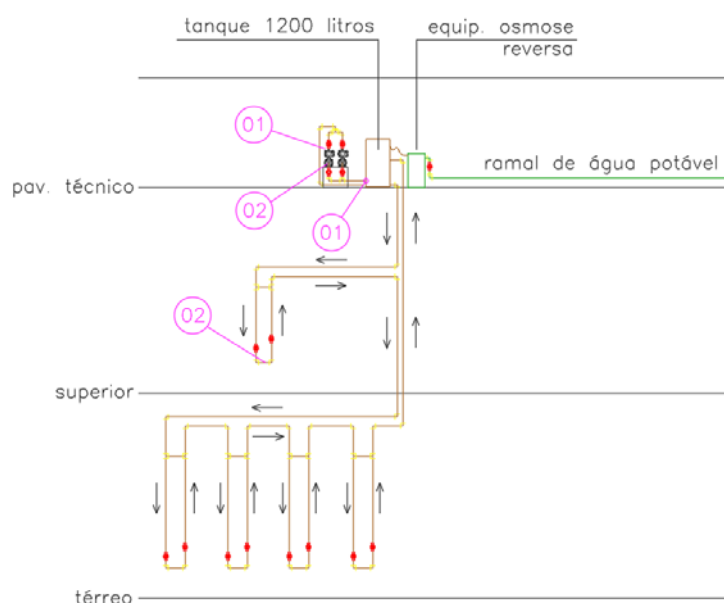 tanque 1200 litros
equip. osmose
reversa
01
ramal de água potável
pav. técnico
02
01
02
superior
térreo